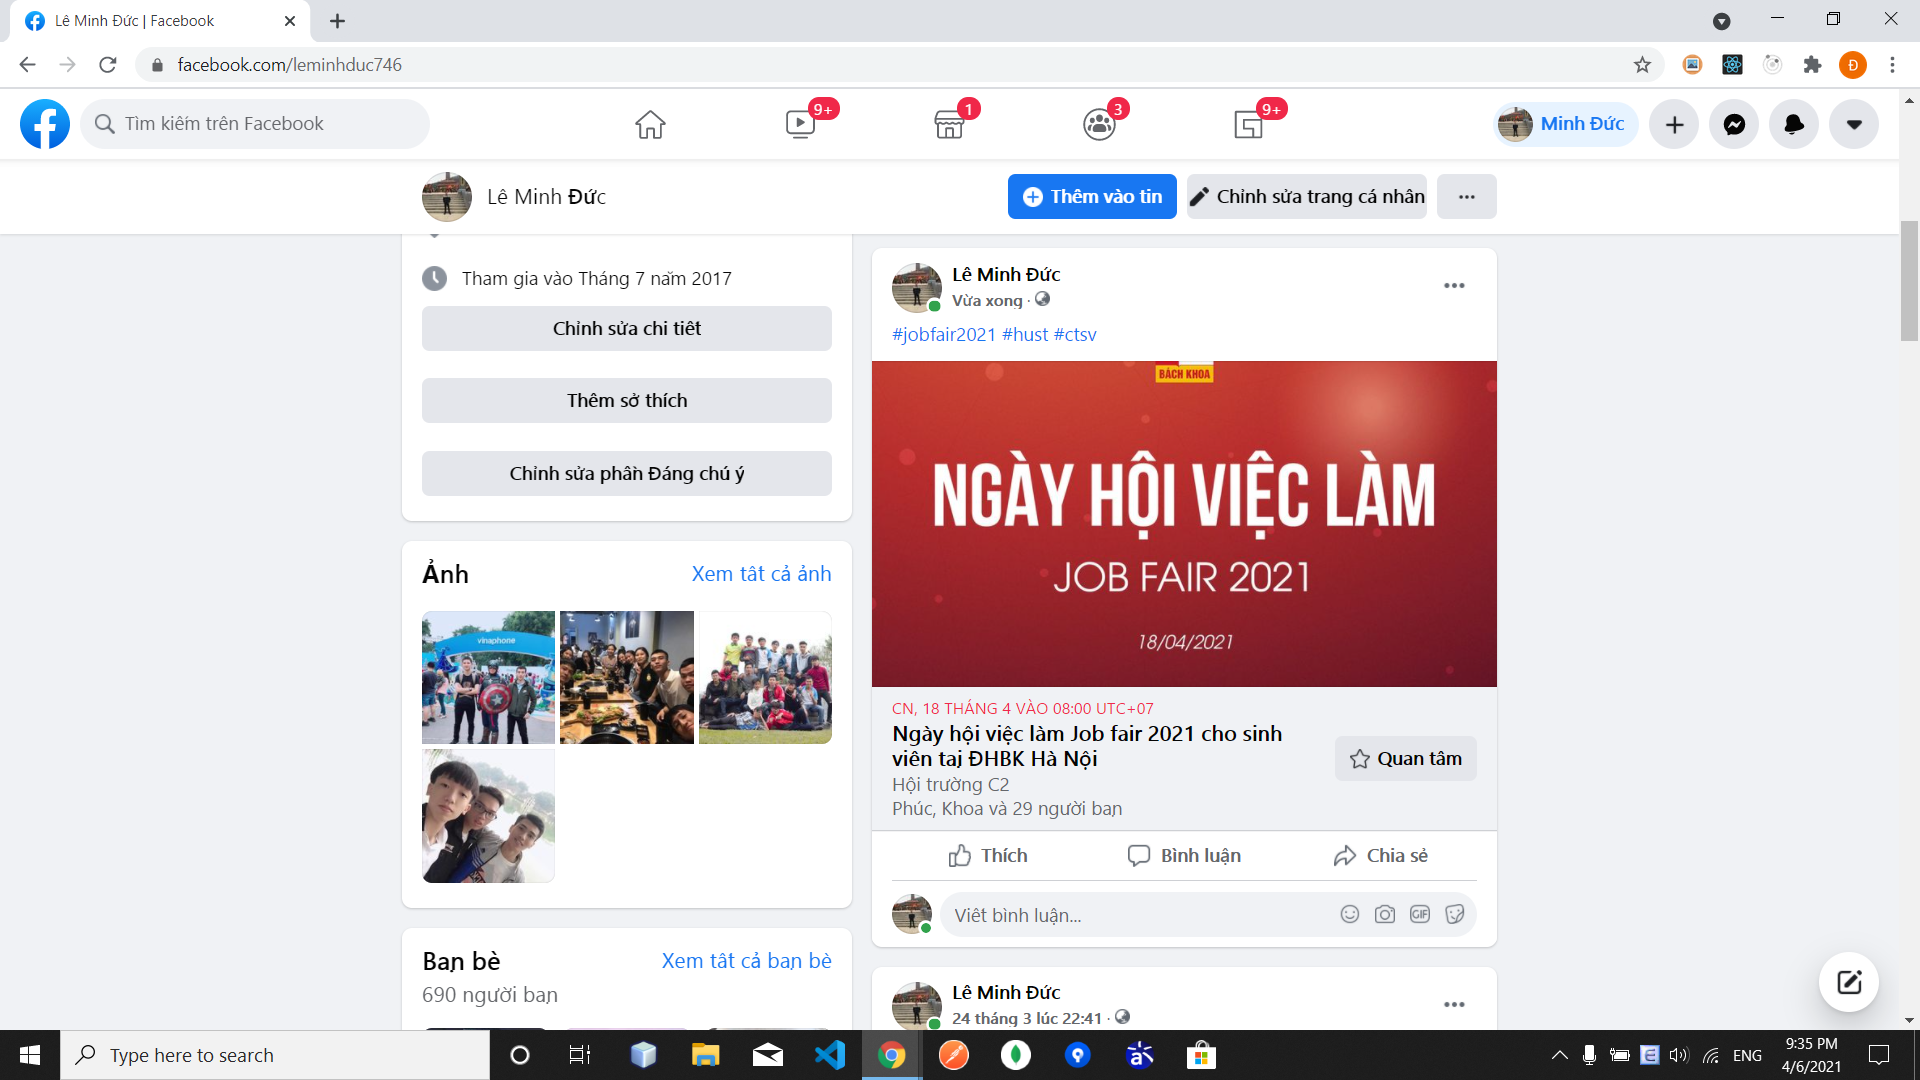 Lê Minh Đức | Facebook
facebook.com/leminhduc746
Đ
Tìm kiếm trên Facebook
9+
1
3
9+
Minh Đức
Lê Minh Đức
Thêm vào tin
Chỉnh sửa trang cá nhân
Tham gia vào Tháng 7 năm 2017
Chỉnh sửa chi tiết
Thêm sở thích
Chỉnh sửa phần Đáng chú ý
Ảnh
Xem tất cả ảnh
vinaphone
Bạn bè
Xem tất cả bạn bè
690 người bạn
Lê Minh Đức
Vừa xong ·
#jobfair2021 #hust #ctsv
BÁCH KHOA
NGÀY HỘI VIỆC LÀM
JOB FAIR 2021
18/04/2021
CN, 18 THÁNG 4 VÀO 08:00 UTC+07
Ngày hội việc làm Job fair 2021 cho sinh
viên tại ĐHBK Hà Nội
Quan tâm
Hội trường C2
Phúc, Khoa và 29 người bạn
Thích
Bình luận
Chia sẻ
Viết bình luận...
GIF
Lê Minh Đức
24 tháng 3 lúc 22:41 ·
Type here to search
ENG
9:35 PM
4/6/2021